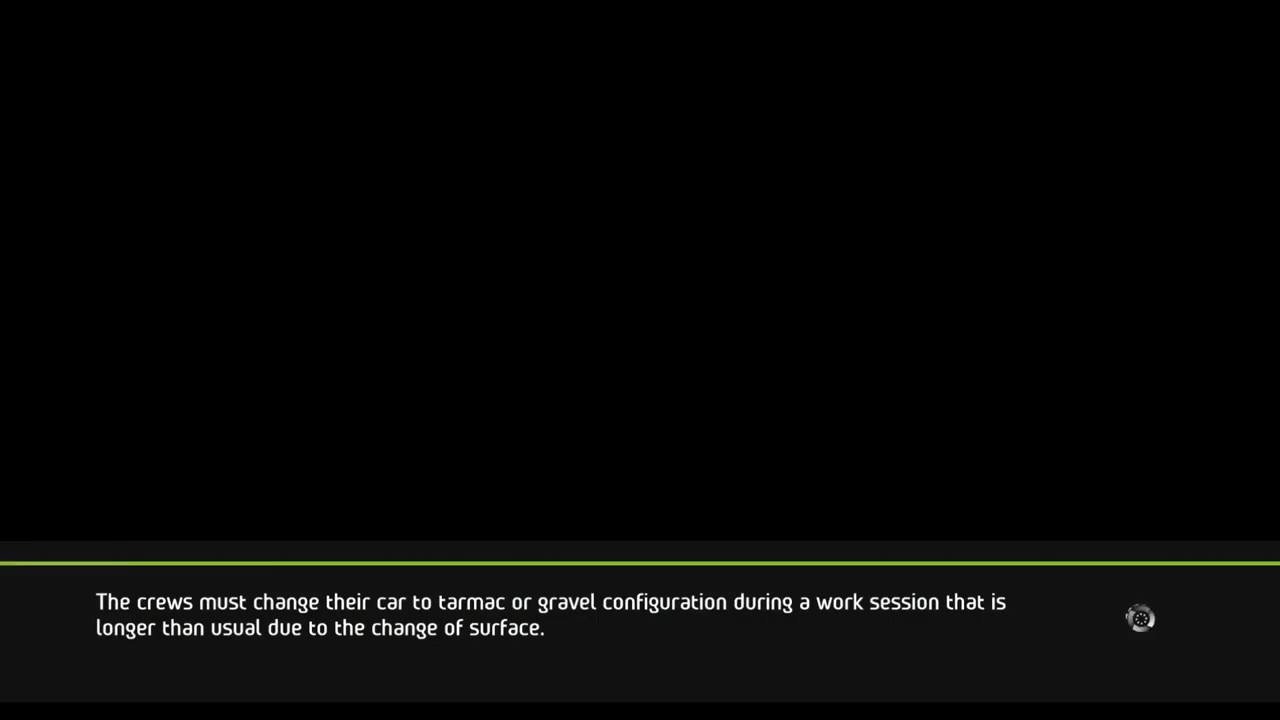 The crews must change their car to tarmac or gravel configuration during a work session that is
longer than usual due to the change of surface.